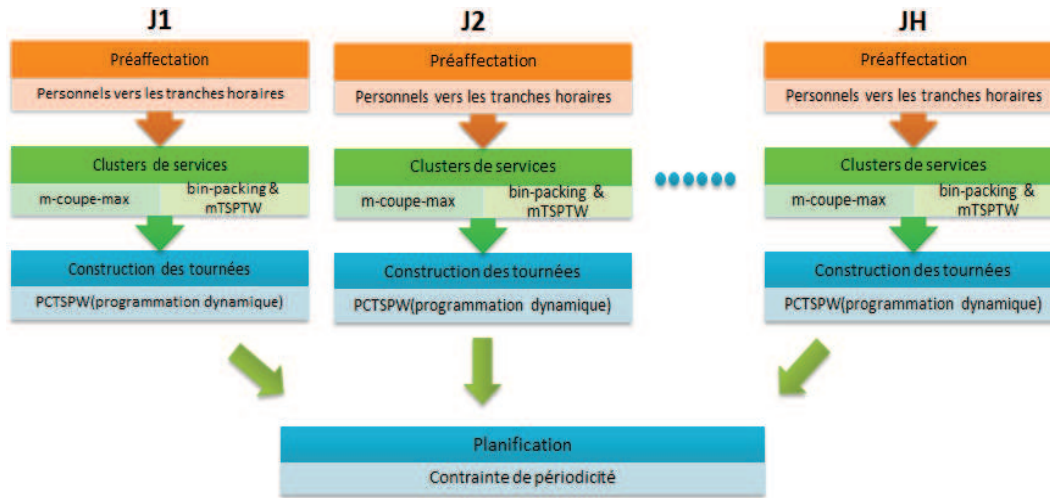 J1
Préaffectation
Personnels vers les tranches horaires
Clusters de services
m-coupe-max
bin-packing &
mTSPTW
Construction des tournées
PCTSPW(programmation dynamique)
J2
Préaffectation
Personnels vers les tranches horaires
Clusters de services
m-coupe-max
bin-packing &
mTSPTW
Construction des tournées
PCTSPW(programmation dynamique)
JH
Préaffectation
Personnels vers les tranches horaires
Clusters de services
m-coupe-max
bin-packing &
mTSPTW
Construction des tournées
PCTSPW(programmation dynamique)
Planification
Contrainte de périodicité